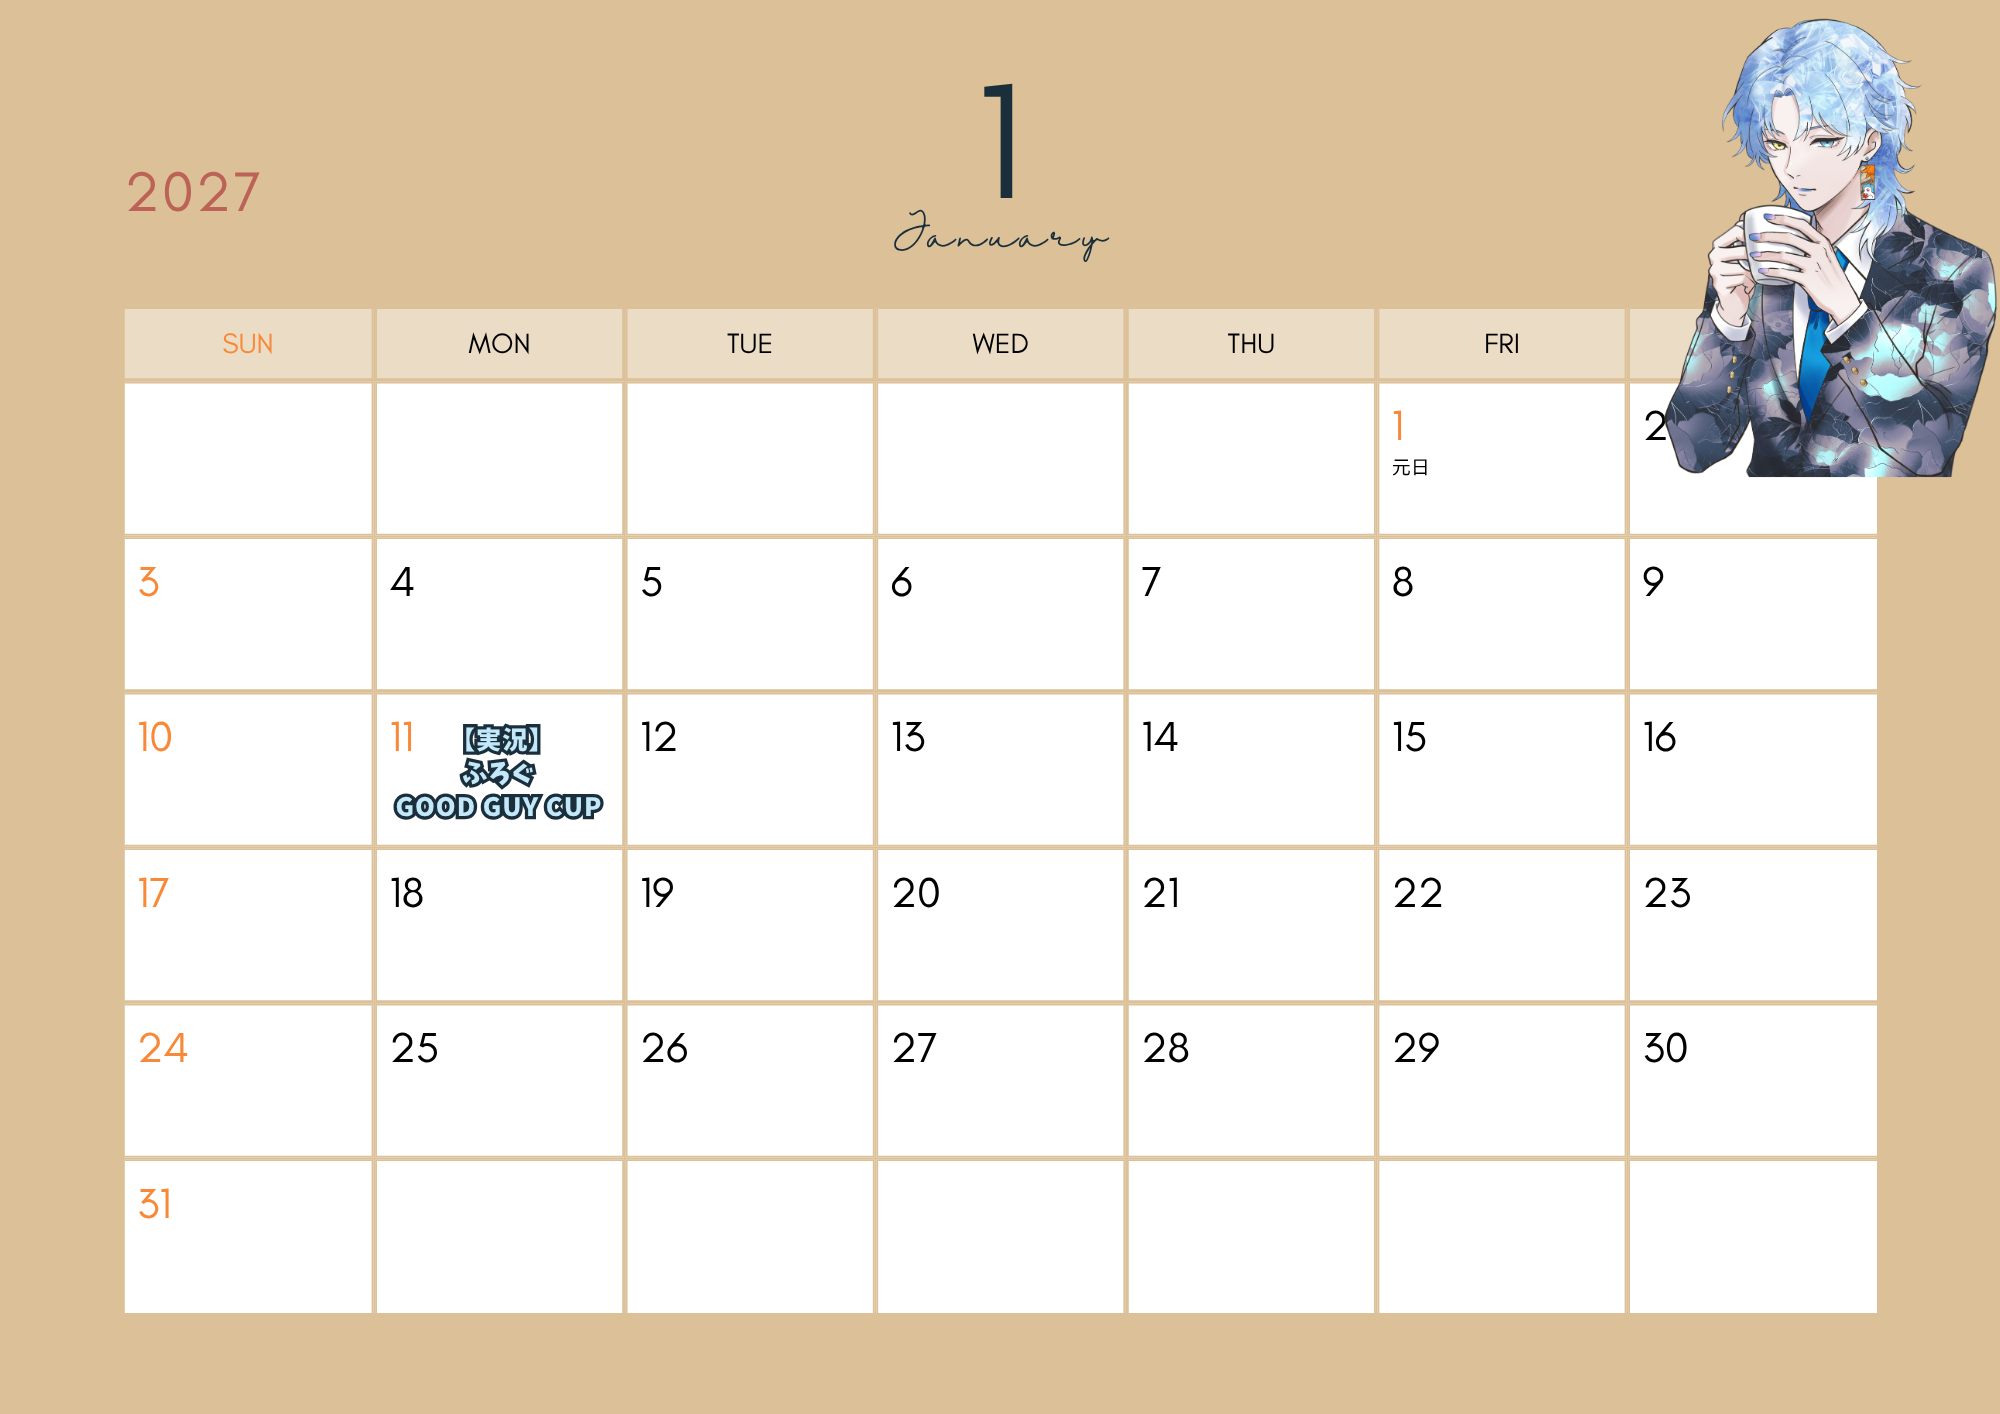 1
2027
January
SUN MON TUE WED THU FRI
1 2
元日
3 4 5 6 7 8 9
10 11 12 13 14 15 16
【実況】
ふろぐ
GOOD GUY CUP
17 18 19 20 21 22 23
24 25 26 27 28 29 30
31